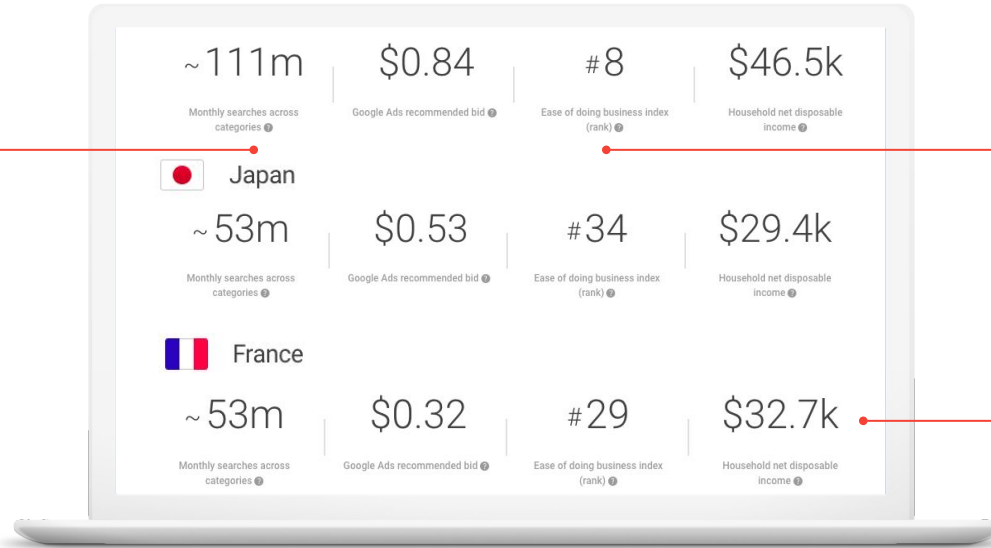 ~111m $0.84 #8 $46.5k
Monthly searches across categories Google Ads recommended bid Ease of doing business index (rank) Household net disposable income
Japan
~53m $0.53 #34 $29.4k
Monthly searches across categories Google Ads recommended bid Ease of doing business index (rank) Household net disposable income
France
~53m $0.32 #29 $32.7k
Monthly searches across categories Google Ads recommended bid Ease of doing business index (rank) Household net disposable income